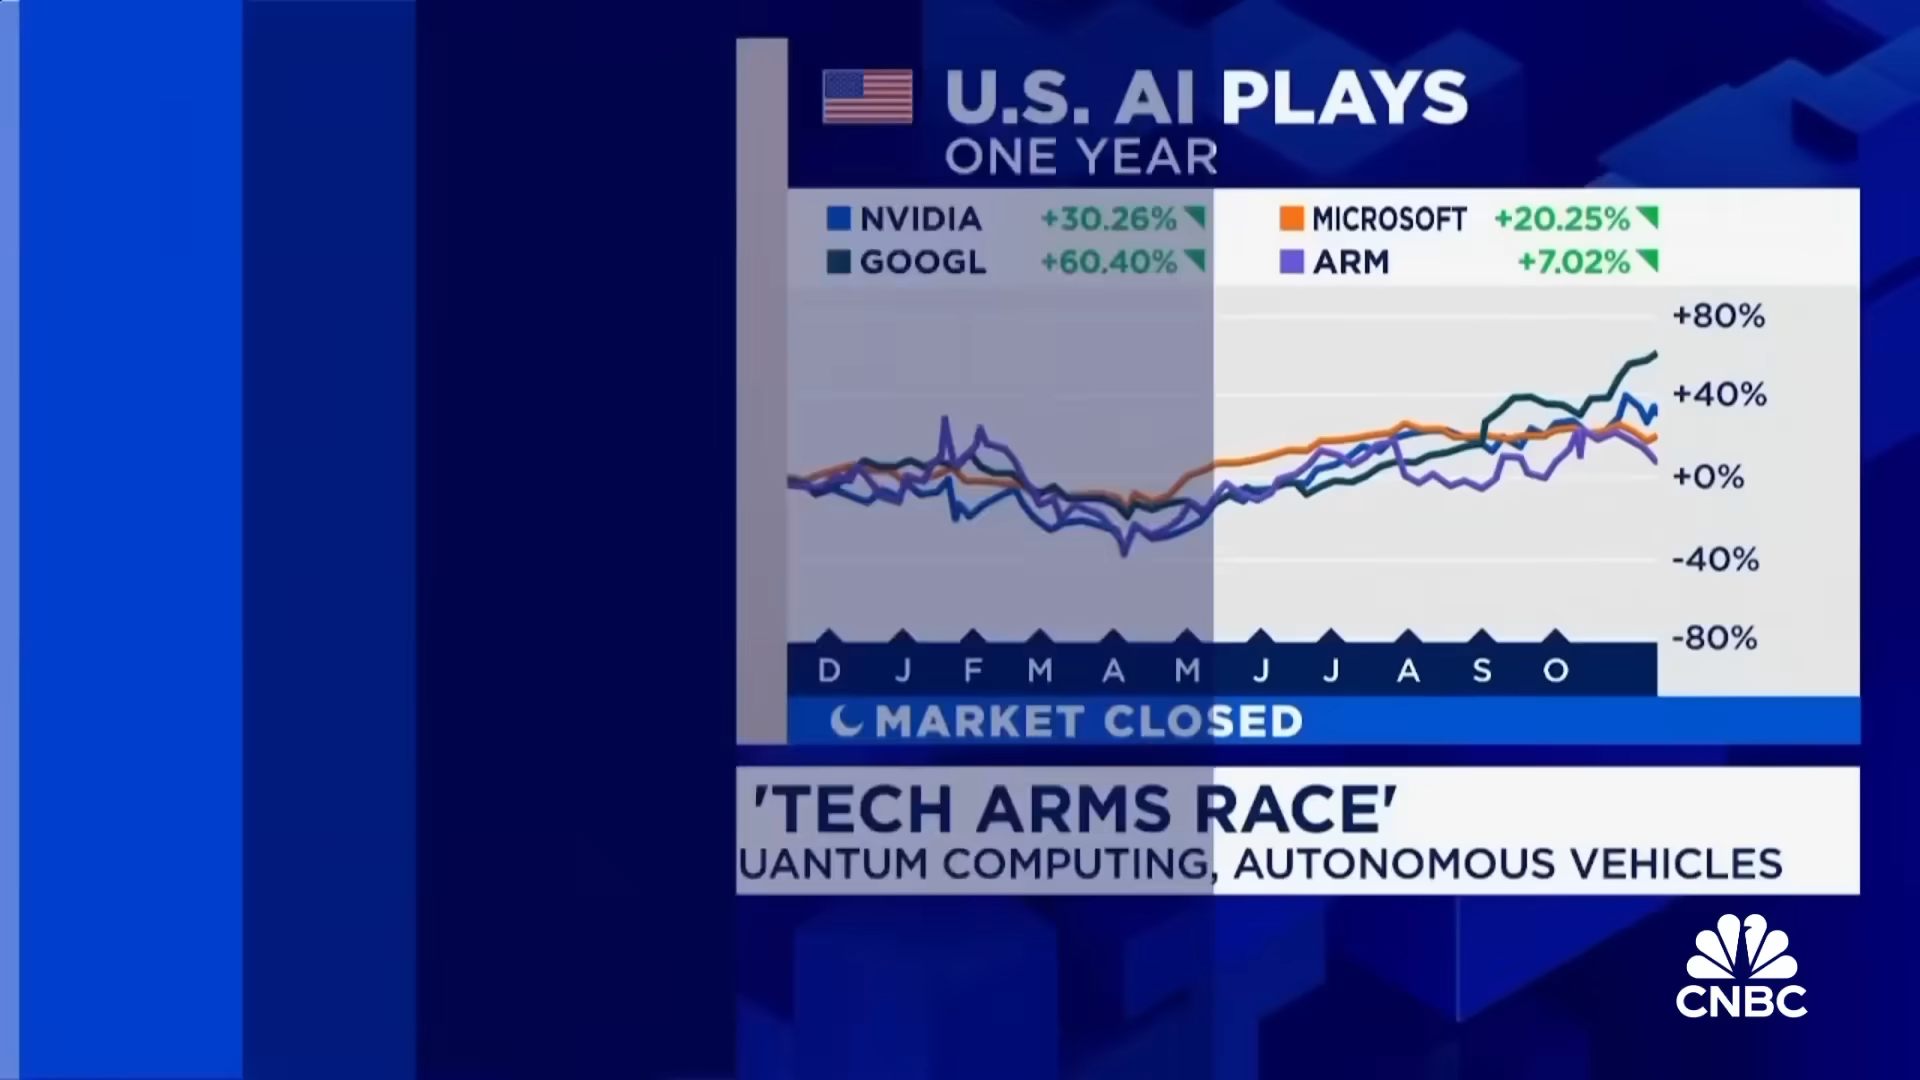 U.S. AI PLAYS
ONE YEAR
NVIDIA +30.26% MICROSOFT +20.25%
GOOGL +60.40% ARM +7.02%
+80%
+40%
+0%
-40%
-80%
D J F M A M J J A S O
MARKET CLOSED
'TECH ARMS RACE'
UANTUM COMPUTING, AUTONOMOUS VEHICLES
CNBC